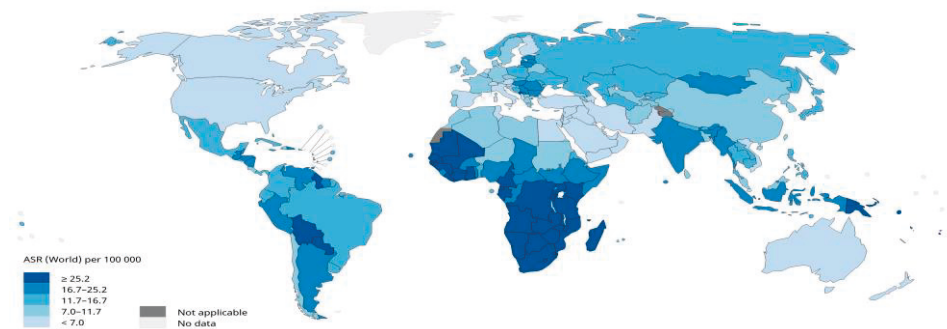 ASR (World) per 100 000
≥ 25.2
16.7–25.2
11.7–16.7
7.0–11.7
< 7.0
Not applicable
No data